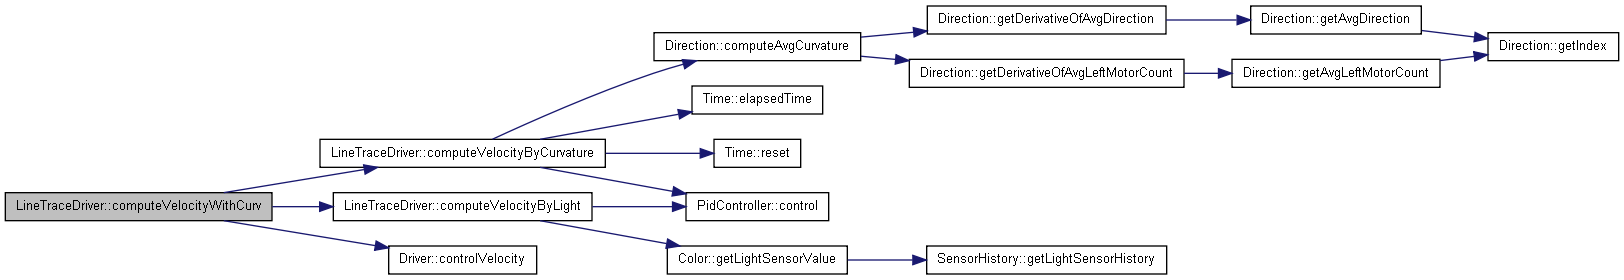 Direction::getDerivativeOfAvgDirection
Direction::getAvgDirection
Direction::computeAvgCurvature
Direction::getIndex
Direction::getDerivativeOfAvgLeftMotorCount
Direction::getAvgLeftMotorCount
Time::elapsedTime
LineTraceDriver::computeVelocityByCurvature
Time::reset
LineTraceDriver::computeVelocityWithCurv
LineTraceDriver::computeVelocityByLight
PidController::control
Driver::controlVelocity
Color::getLightSensorValue
SensorHistory::getLightSensorHistory